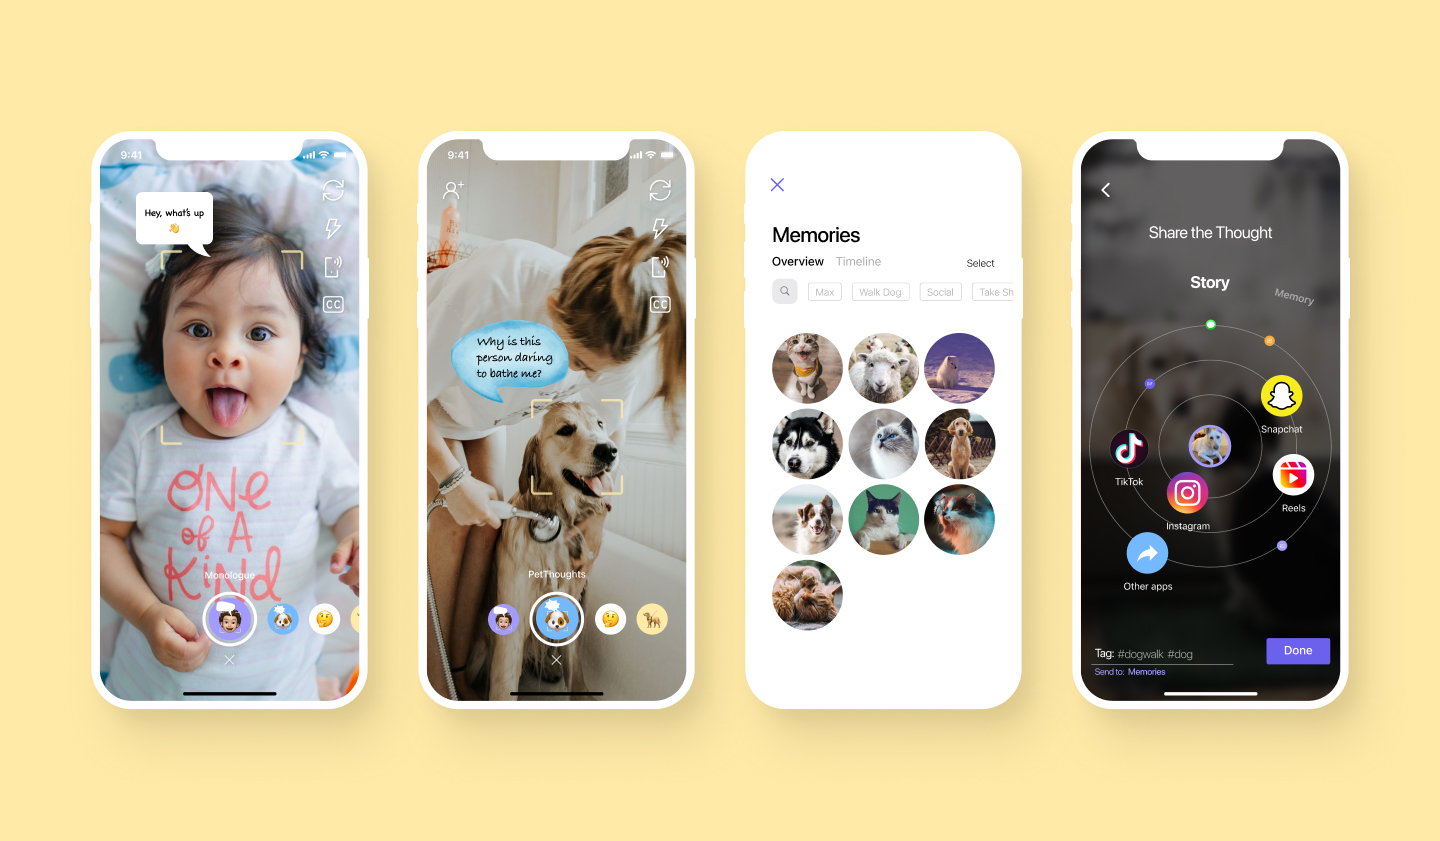 9:41
Hey, what's up
👋
CC
ONE
of A
KIND
Monologue
9:41
CC
Why is this
person daring
to bathe me?
PetThoughts
Memories
Overview Timeline
Select
Max Walk Dog Social Take Sh
Share the Thought
Story
Memory
Snapchat
TikTok
Reels
Instagram
Other apps
Tag: #dogwalk #dog
Done
Send to: Memories